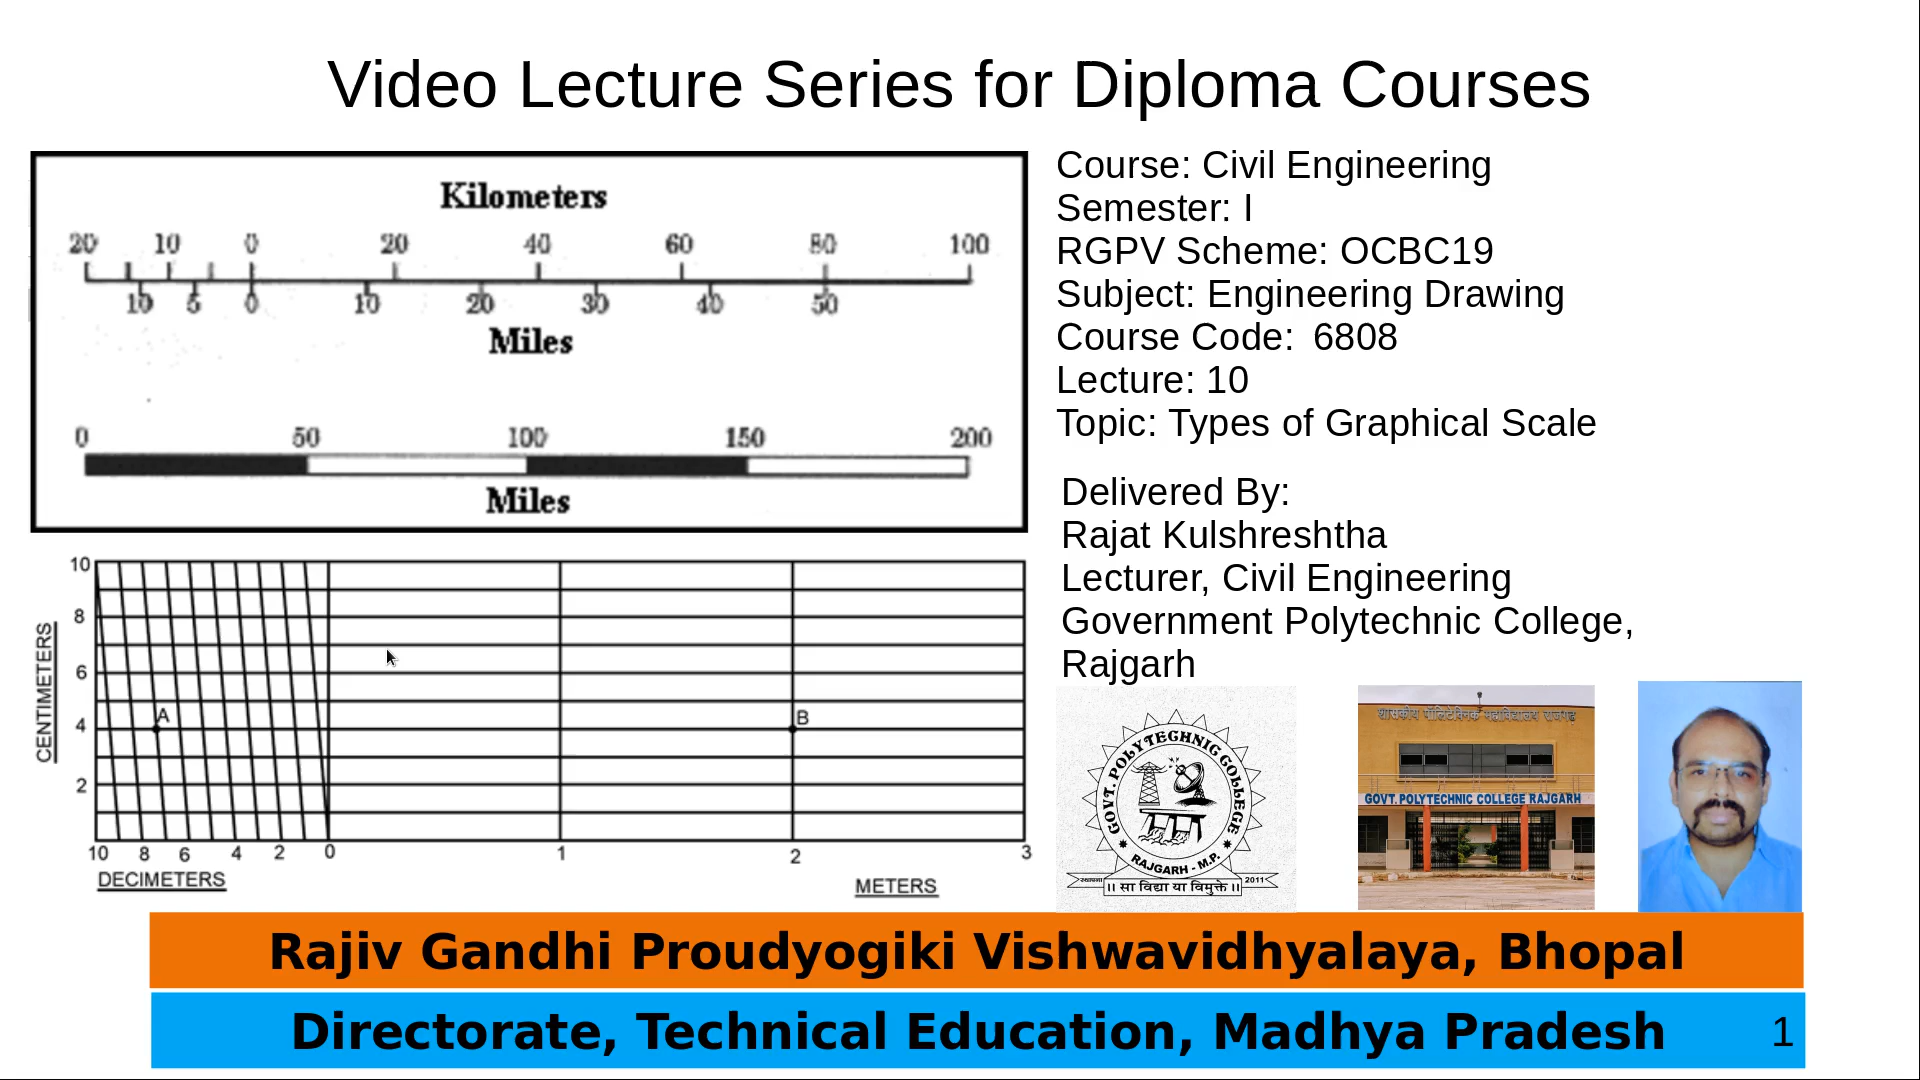 Video Lecture Series for Diploma Courses
Kilometers
20 10 0 20 40 60 80 100
10 5 0 10 20 30 40 50
Miles
0 50 100 150 200
Miles
10
8
6
4
2
CENTIMETERS
A
B
10 8 6 4 2 0 1 2 3
DECIMETERS
METERS
Course: Civil Engineering
Semester: I
RGPV Scheme: OCBC19
Subject: Engineering Drawing
Course Code: 6808
Lecture: 10
Topic: Types of Graphical Scale
Delivered By:
Rajat Kulshreshtha
Lecturer, Civil Engineering
Government Polytechnic College,
Rajgarh
GOVT. POLYTECHNIC COLLEGE
RAJGARH - M.P.
स्थापना
2011
।। सा विद्या या विमुक्ते ।।
शासकीय पॉलिटेक्निक महाविद्यालय राजगढ़
GOVT. POLYTECHNIC COLLEGE RAJGARH
Rajiv Gandhi Proudyogiki Vishwavidhyalaya, Bhopal
Directorate, Technical Education, Madhya Pradesh
1